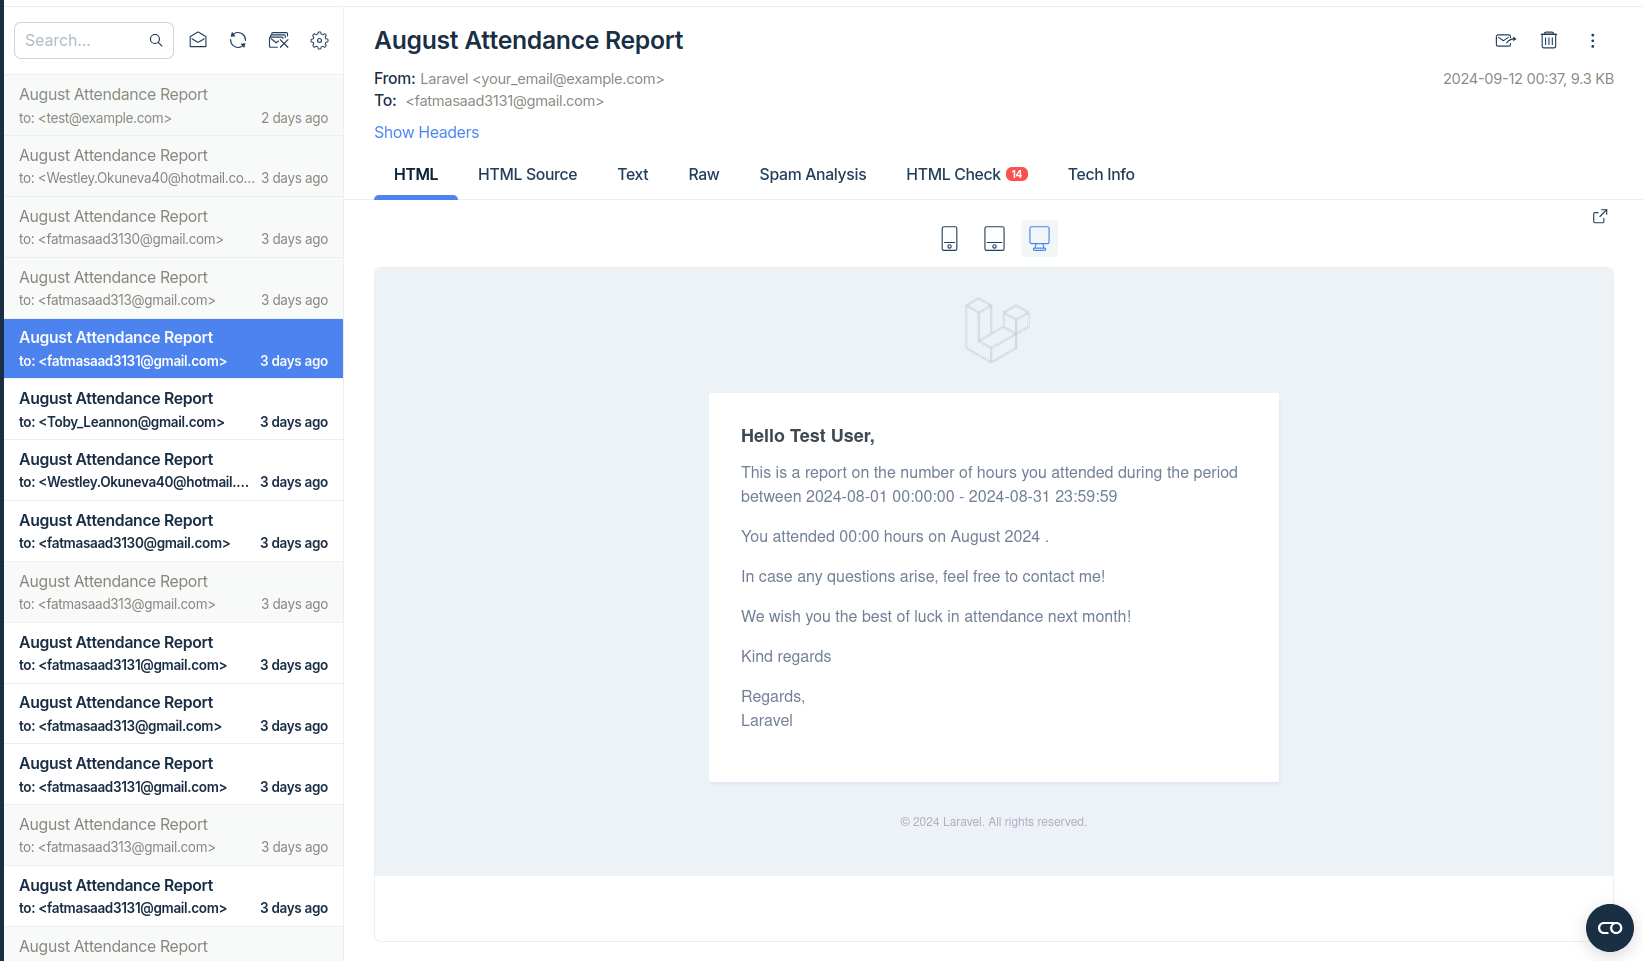 Search...
August Attendance Report
to: <test@example.com> 2 days ago
August Attendance Report
to: <Westley.Okuneva40@hotmail.co... 3 days ago
August Attendance Report
to: <fatmasaad3130@gmail.com> 3 days ago
August Attendance Report
to: <fatmasaad313@gmail.com> 3 days ago
August Attendance Report
to: <fatmasaad3131@gmail.com> 3 days ago
August Attendance Report
to: <Toby_Leannon@gmail.com> 3 days ago
August Attendance Report
to: <Westley.Okuneva40@hotmail.... 3 days ago
August Attendance Report
to: <fatmasaad3130@gmail.com> 3 days ago
August Attendance Report
to: <fatmasaad313@gmail.com> 3 days ago
August Attendance Report
to: <fatmasaad3131@gmail.com> 3 days ago
August Attendance Report
to: <fatmasaad313@gmail.com> 3 days ago
August Attendance Report
to: <fatmasaad3131@gmail.com> 3 days ago
August Attendance Report
to: <fatmasaad313@gmail.com> 3 days ago
August Attendance Report
to: <fatmasaad3131@gmail.com> 3 days ago
August Attendance Report
August Attendance Report
From: Laravel <your_email@example.com>
2024-09-12 00:37, 9.3 KB
To: <fatmasaad3131@gmail.com>
Show Headers
HTML HTML Source Text Raw Spam Analysis HTML Check 14 Tech Info
Hello Test User,
This is a report on the number of hours you attended during the period
between 2024-08-01 00:00:00 - 2024-08-31 23:59:59
You attended 00:00 hours on August 2024 .
In case any questions arise, feel free to contact me!
We wish you the best of luck in attendance next month!
Kind regards
Regards,
Laravel
© 2024 Laravel. All rights reserved.